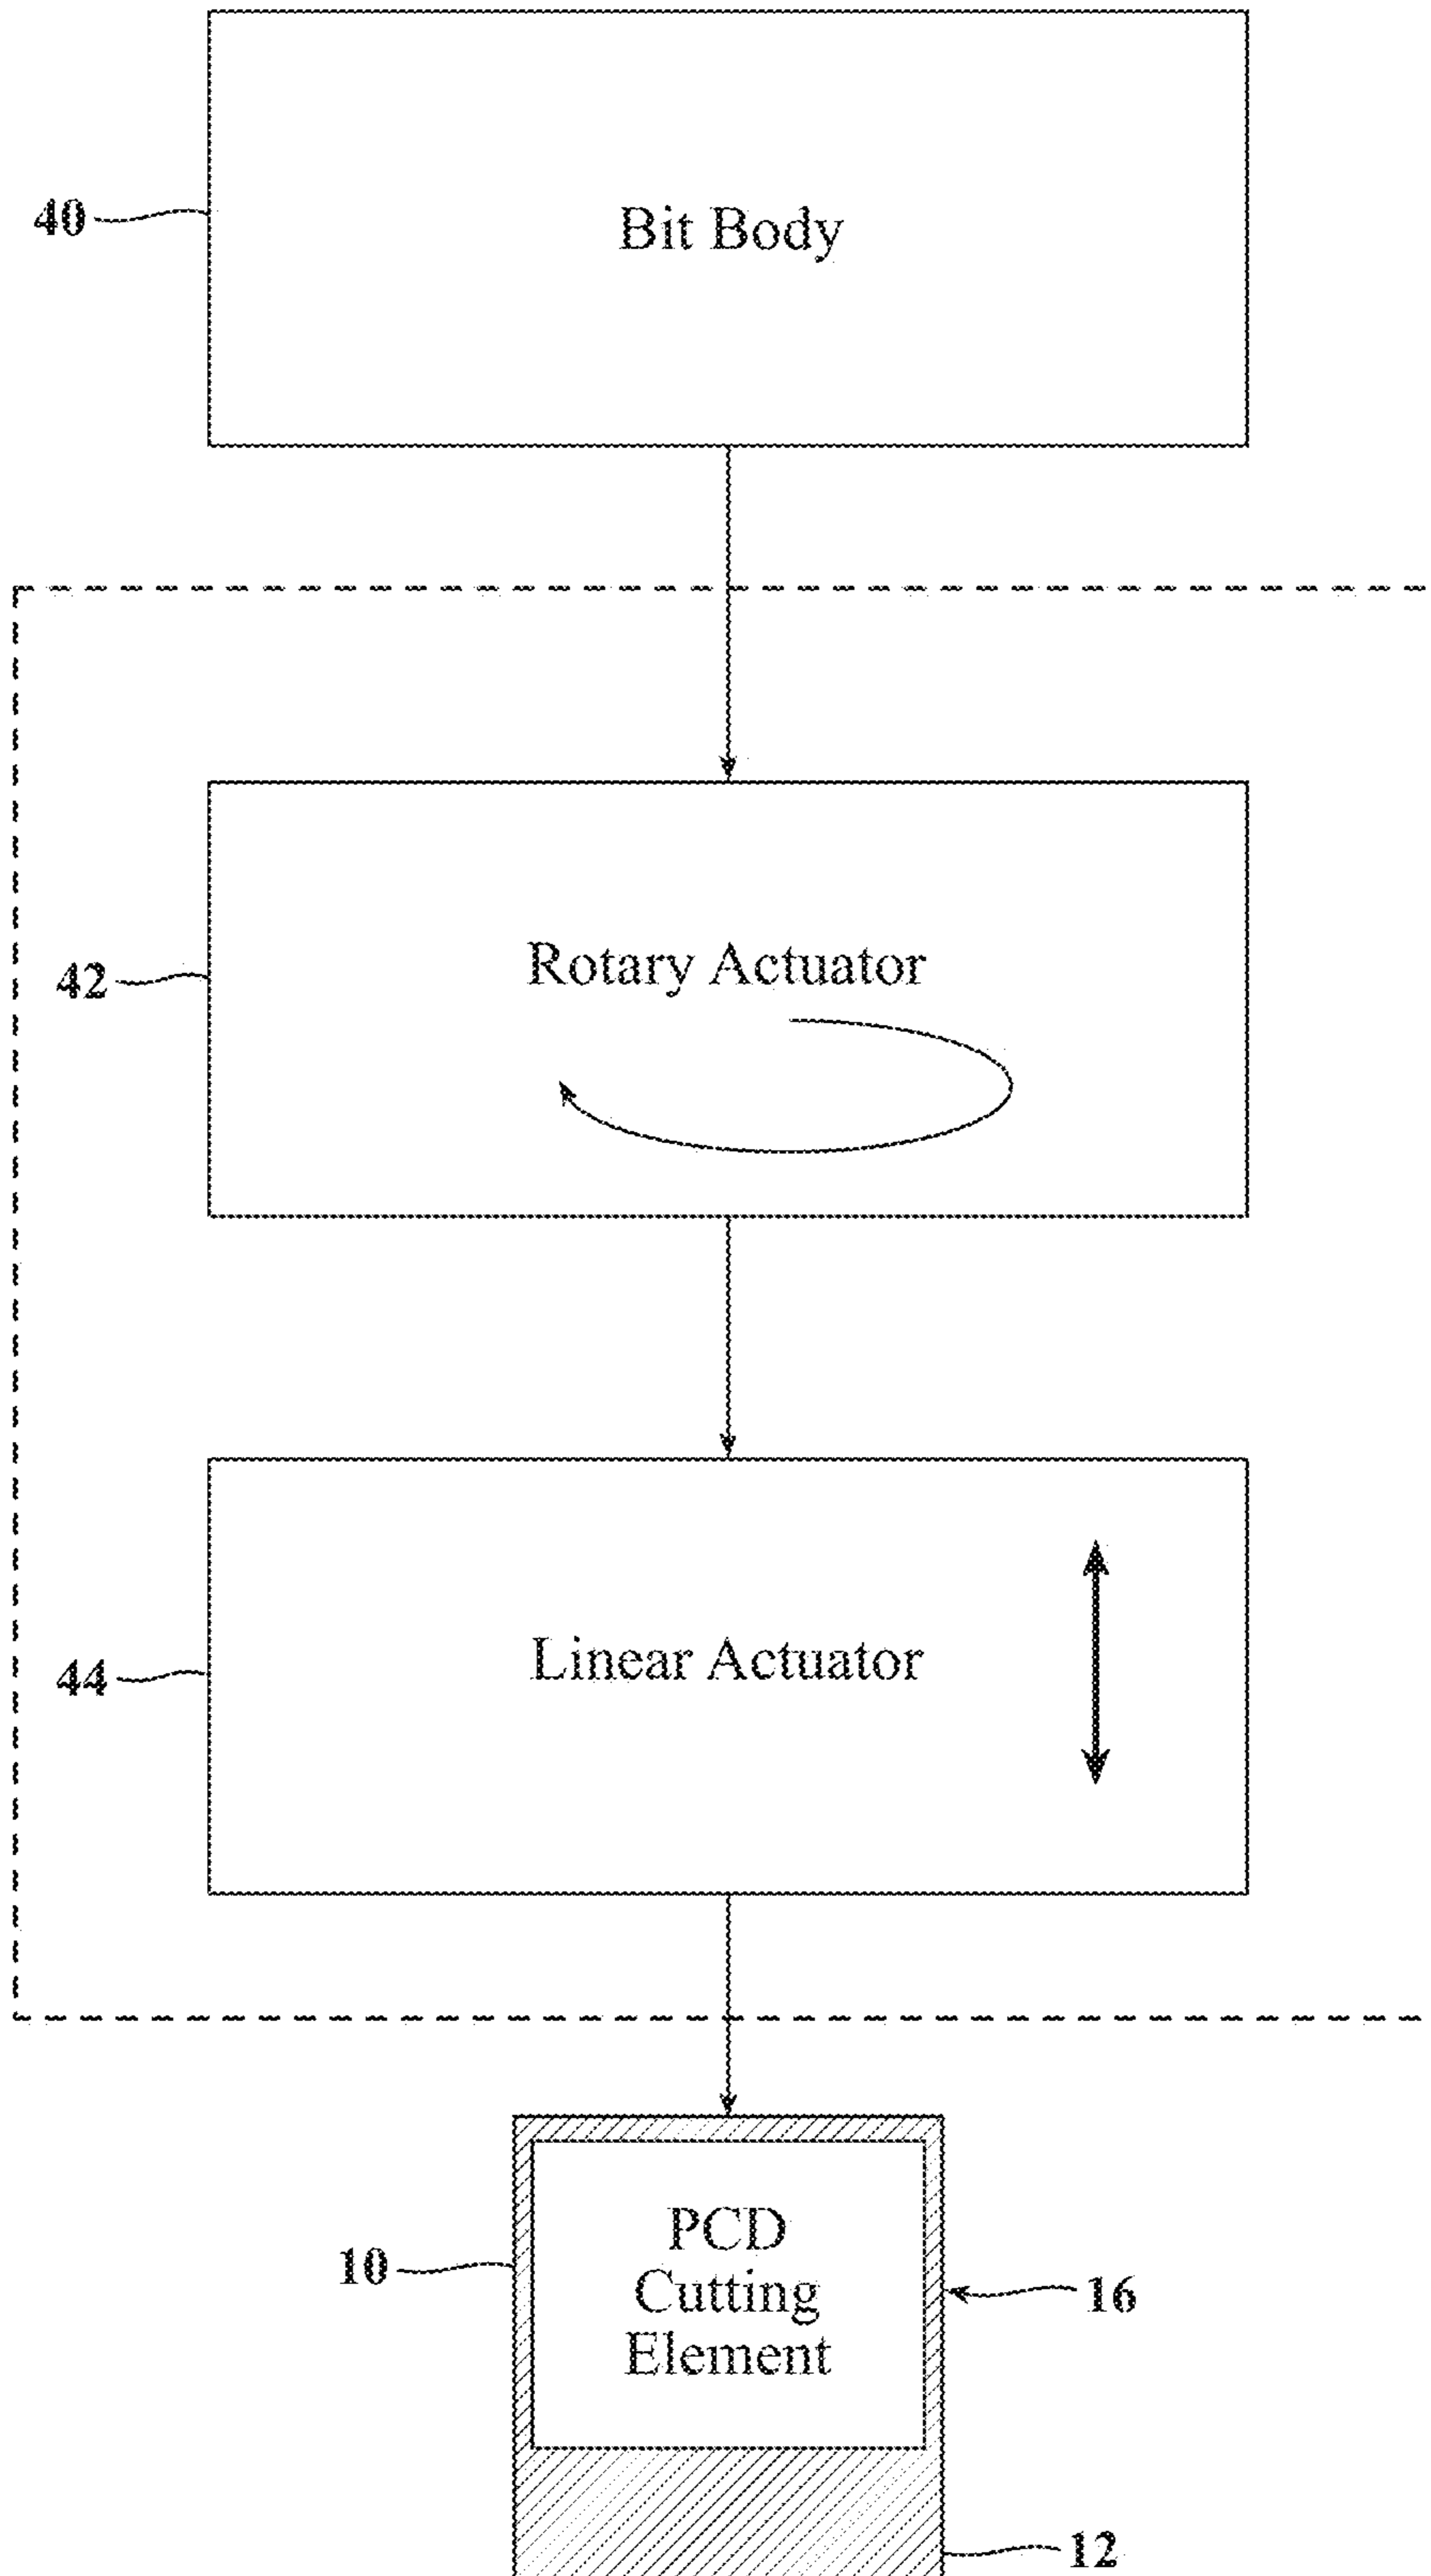 40
Bit Body
42
Rotary Actuator
44
Linear Actuator
10
PCD
Cutting
Element
16
12